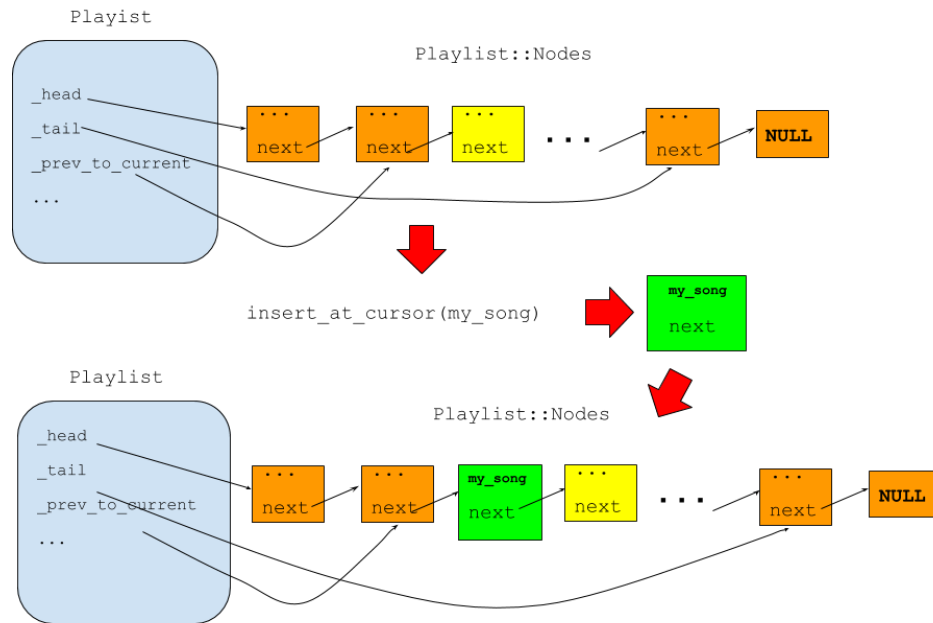 Playist
Playlist::Nodes
_head
_tail
_prev_to_current
...
...
next
...
next
...
next
...
...
next
NULL
insert_at_cursor(my_song)
my_song
next
Playlist
Playlist::Nodes
_head
_tail
_prev_to_current
...
...
next
...
next
my_song
next
...
next
...
...
next
NULL